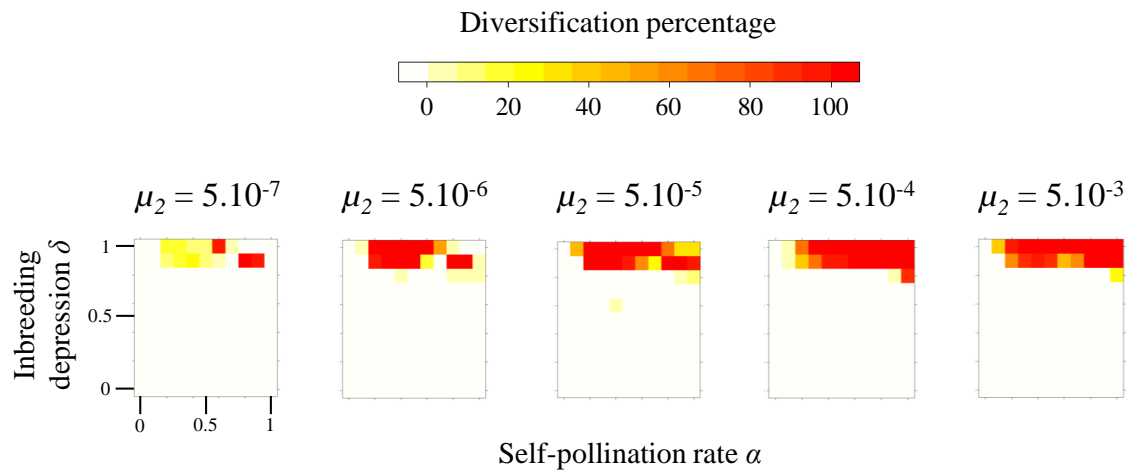 Diversification percentage
0 20 40 60 80 100
μ₂ = 5.10⁻⁷ μ₂ = 5.10⁻⁶ μ₂ = 5.10⁻⁵ μ₂ = 5.10⁻⁴ μ₂ = 5.10⁻³
Inbreeding
depression δ
1
0.5
0
0 0.5 1
Self-pollination rate α